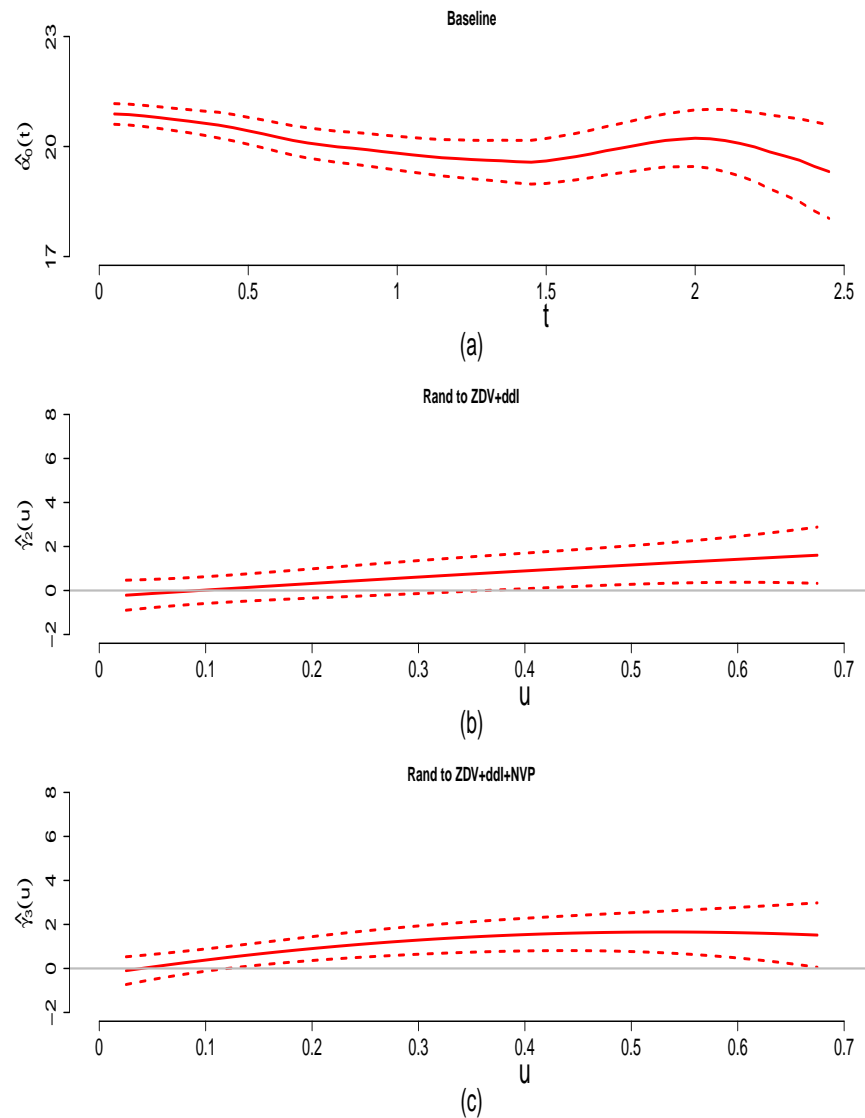 Baseline
23
20
17
α̂₀(t)
0 0.5 1 1.5 2 2.5
t
(a)
Rand to ZDV+ddI
8
6
4
2
0
−2
γ̂₂(u)
0 0.1 0.2 0.3 0.4 0.5 0.6 0.7
u
(b)
Rand to ZDV+ddI+NVP
8
6
4
2
0
−2
γ̂₃(u)
0 0.1 0.2 0.3 0.4 0.5 0.6 0.7
u
(c)